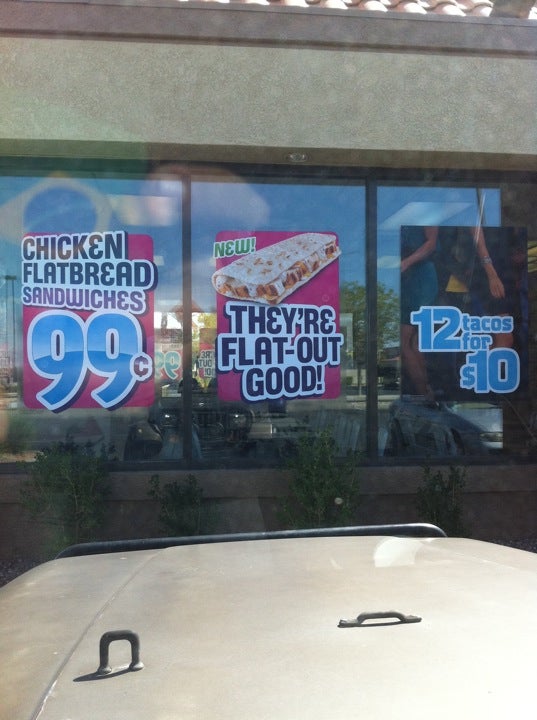 CHICKEN
FLATBREAD
SANDWICHES
99¢
NEW!
THEY'RE
FLAT-OUT
GOOD!
12 tacos
for
$10